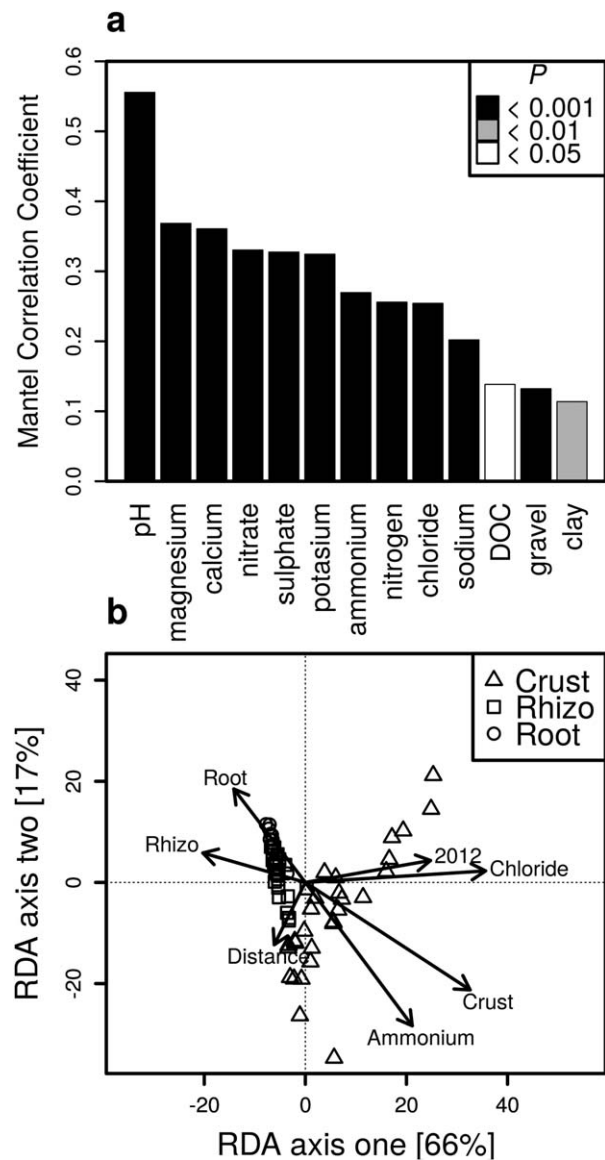 a
Mantel Correlation Coefficient
0.6
0.5
0.4
0.3
0.2
0.1
0.0
P
< 0.001
< 0.01
< 0.05
pH
magnesium
calcium
nitrate
sulphate
potasium
ammonium
nitrogen
chloride
sodium
DOC
gravel
clay
b
RDA axis two [17%]
40
20
0
-20
Crust
Rhizo
Root
Root
Rhizo
2012
Chloride
Distance
Crust
Ammonium
-20
0
20
40
RDA axis one [66%]